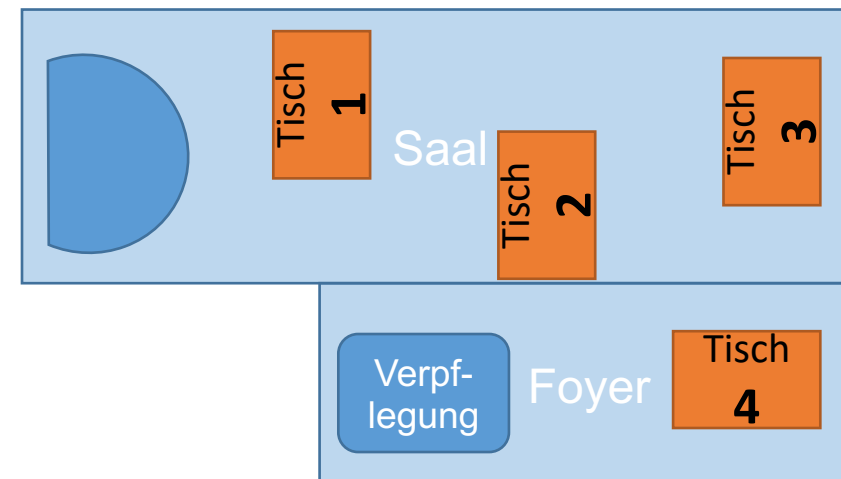 Tisch
1
Saal
Tisch
2
Tisch
3
Verpf-
legung
Foyer
Tisch
4